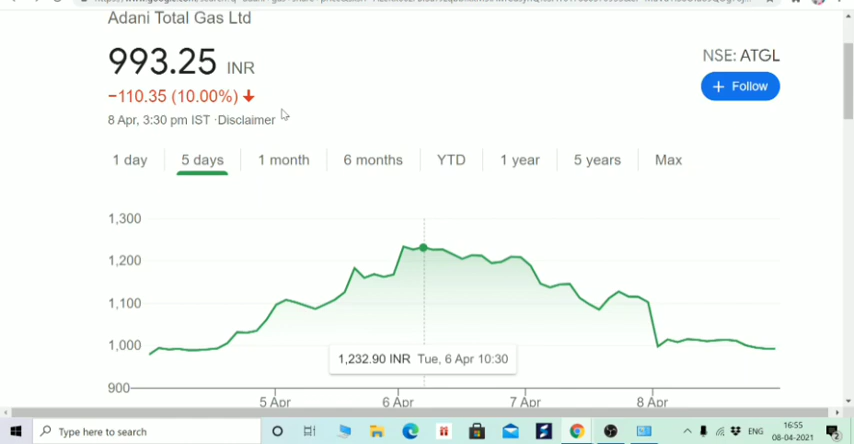 Adani Total Gas Ltd
993.25 INR
NSE: ATGL
+ Follow
−110.35 (10.00%) ↓
8 Apr, 3:30 pm IST ·Disclaimer
1 day 5 days 1 month 6 months YTD 1 year 5 years Max
1,300
1,200
1,100
1,000
900
1,232.90 INR Tue, 6 Apr 10:30
5 Apr 6 Apr 7 Apr 8 Apr
Type here to search
ENG
16:55
08-04-2021
2